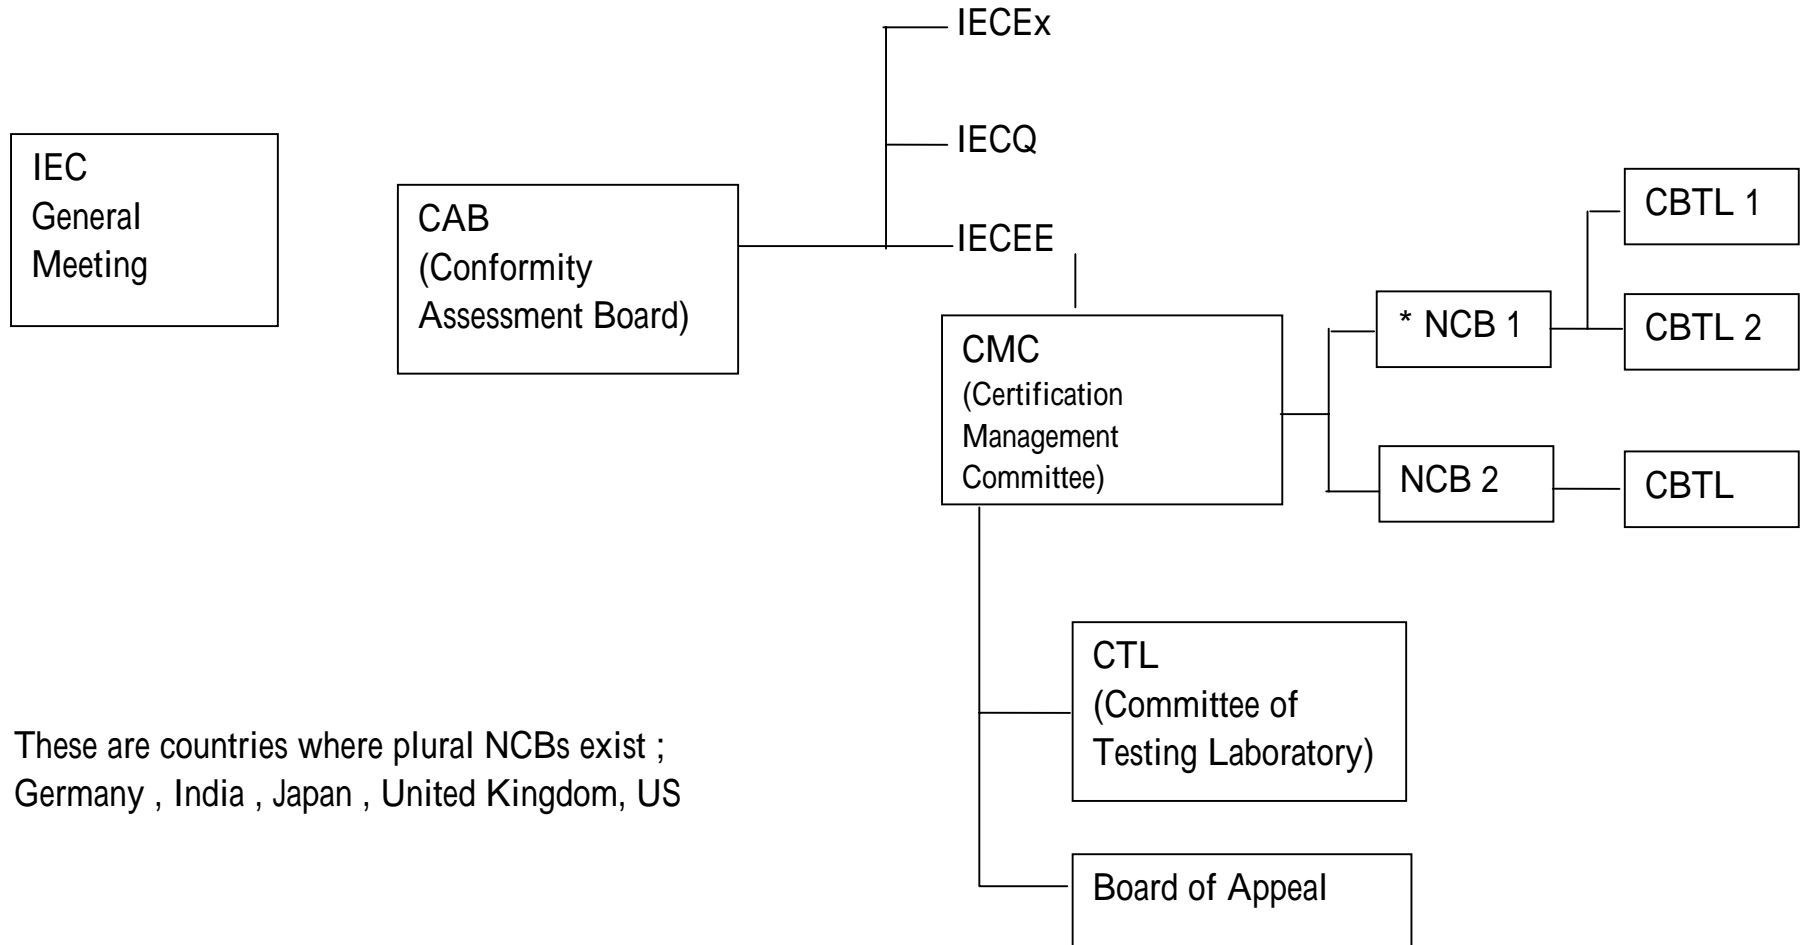 IEC
General
Meeting
CAB
(Conformity
Assessment Board)
IECEx
IECQ
IECEE
CMC
(Certification
Management
Committee)
* NCB 1
NCB 2
CBTL 1
CBTL 2
CBTL
CTL
(Committee of
Testing Laboratory)
Board of Appeal
These are countries where plural NCBs exist ;
Germany , India , Japan , United Kingdom, US